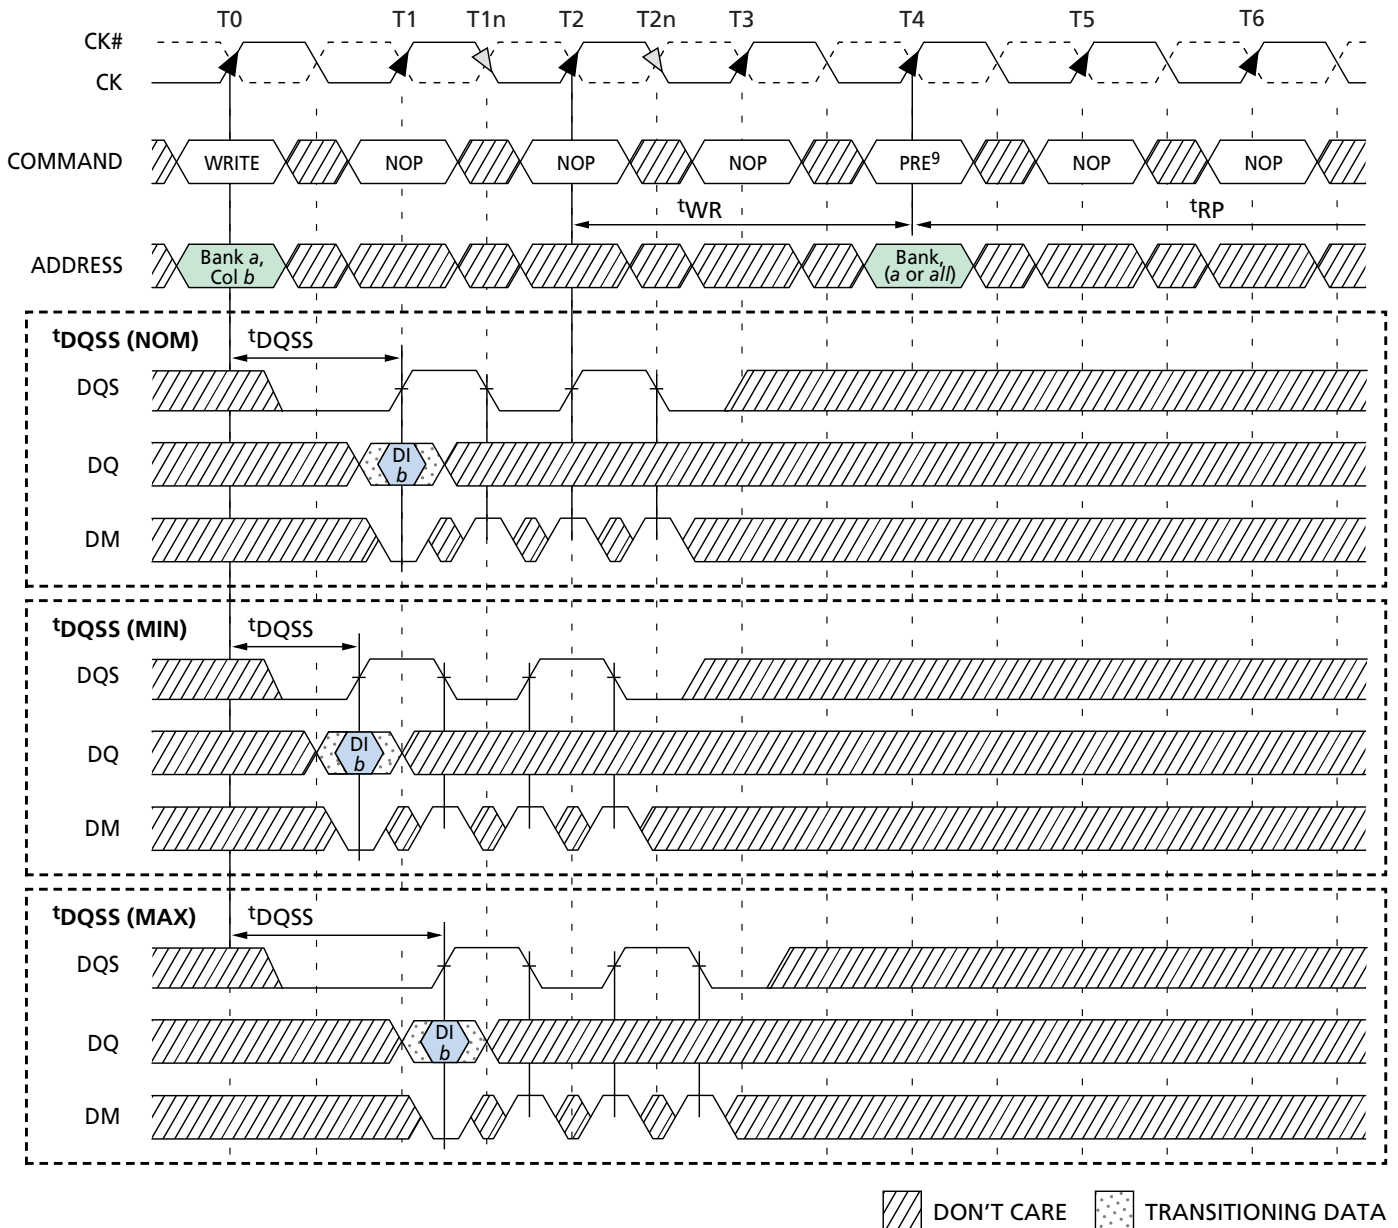 T0 T1 T1n T2 T2n T3 T4 T5 T6
CK#
CK
COMMAND WRITE NOP NOP NOP PRE9 NOP NOP
tWR tRP
ADDRESS Bank a, Col b Bank, (a or all)
tDQSS (NOM) tDQSS
DQS
DQ DI b
DM
tDQSS (MIN) tDQSS
DQS
DQ DI b
DM
tDQSS (MAX) tDQSS
DQS
DQ DI b
DM
DON'T CARE TRANSITIONING DATA